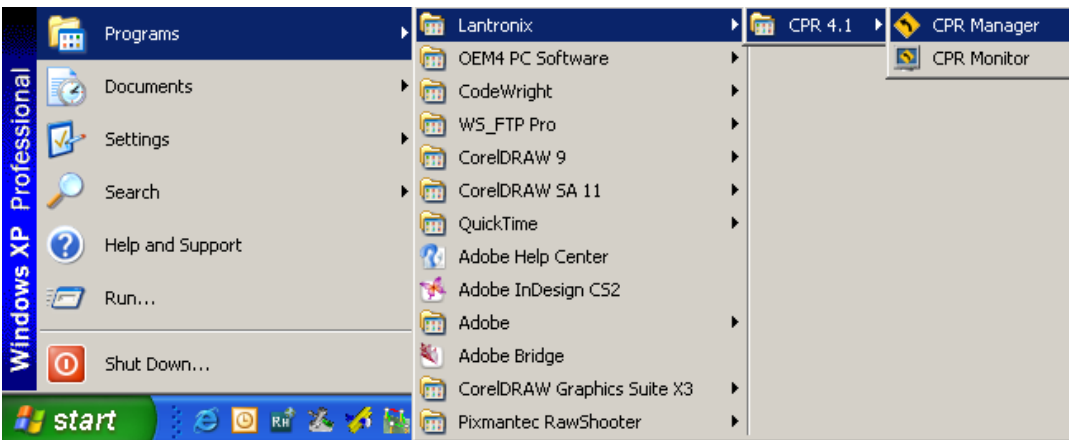 Windows XP Professional
Programs
Documents
Settings
Search
Help and Support
Run...
Shut Down...
start
RH
Lantronix
OEM4 PC Software
CodeWright
WS_FTP Pro
CorelDRAW 9
CorelDRAW SA 11
QuickTime
Adobe Help Center
Adobe InDesign CS2
Adobe
Adobe Bridge
CorelDRAW Graphics Suite X3
Pixmantec RawShooter
CPR 4.1
CPR Manager
CPR Monitor